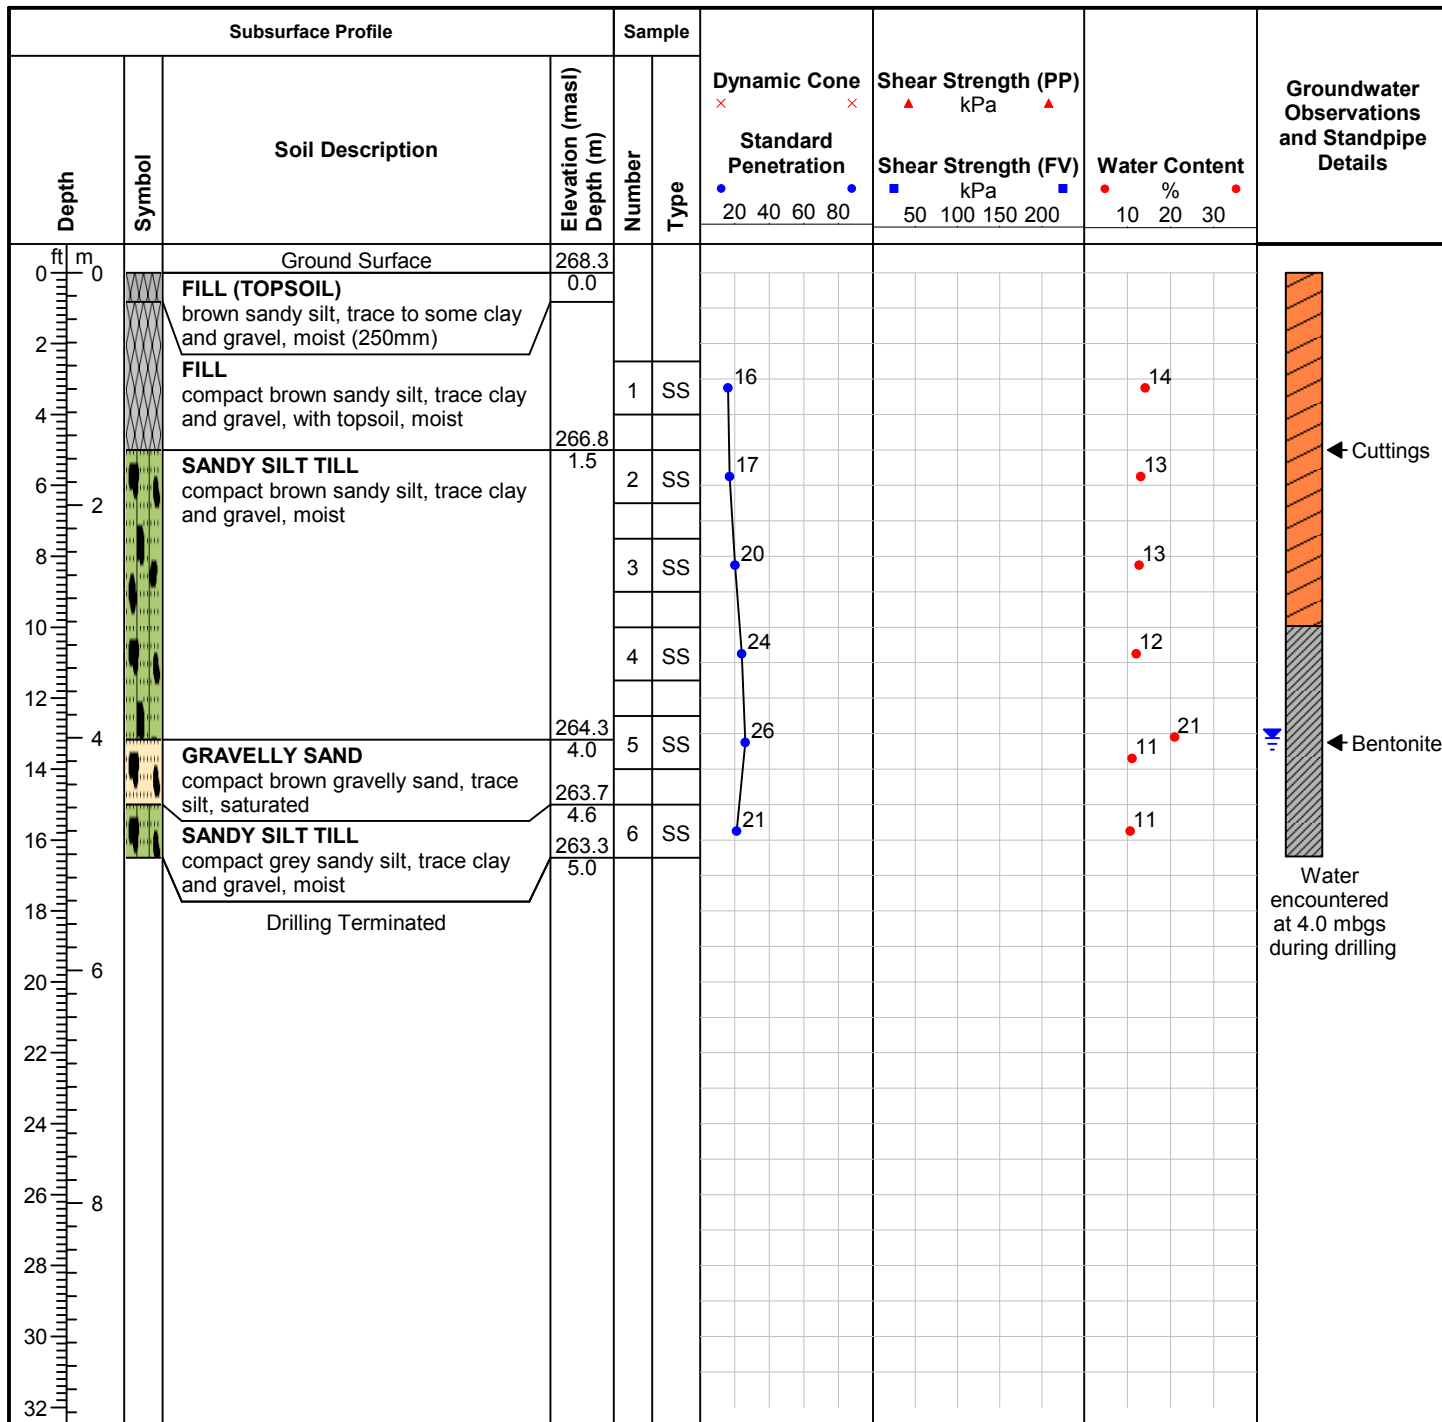 Subsurface Profile
Sample
Depth
Symbol
Soil Description
Elevation (masl)
Depth (m)
Number
Type
Dynamic Cone
Standard
Penetration
20 40 60 80
Shear Strength (PP)
kPa
Shear Strength (FV)
kPa
50 100 150 200
Water Content
%
10 20 30
Groundwater
Observations
and Standpipe
Details
ft m
Ground Surface 268.3
0 0
0.0
FILL (TOPSOIL)
brown sandy silt, trace to some clay
and gravel, moist (250mm)
2
FILL
compact brown sandy silt, trace clay
and gravel, with topsoil, moist
1 SS 16 14
4
266.8
1.5
Cuttings
SANDY SILT TILL
compact brown sandy silt, trace clay
and gravel, moist
2 SS 17 13
6
2
8
3 SS 20 13
10
4 SS 24 12
12
264.3
4
4.0
5 SS 26 21
11
Bentonite
GRAVELLY SAND
compact brown gravelly sand, trace
silt, saturated
14
263.7
4.6
SANDY SILT TILL
compact grey sandy silt, trace clay
and gravel, moist
6 SS 21 11
16
263.3
5.0
Water
encountered
at 4.0 mbgs
during drilling
18
Drilling Terminated
6
20
22
24
26
8
28
30
32